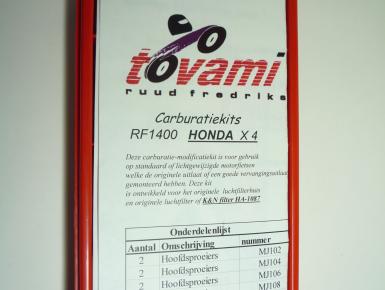 tovami
ruud fredriks
Carburatiekits
RF1400 HONDA X 4
Deze carburatie-modificatiekit is voor gebruik
op standaard of lichtgewijzigde motorfietsen
welke de originele uitlaat of een goede vervangingsuitlaat
gemonteerd hebben. Deze kit
is ontwikkeld voor het originele luchtfilterhuis
en originele luchtfilter of K&N filter HA-1087
Onderdelenlijst
Aantal Omschrijving nummer
2 Hoofdsproeiers MJ102
2 Hoofdsproeiers MJ104
2 Hoofdsproeiers MJ106
2 Hoofdsproeiers MJ108